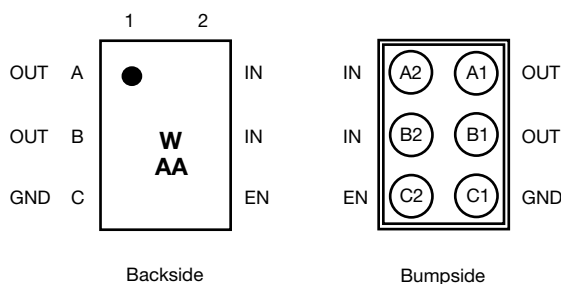 1 2
OUT A IN IN A2 A1 OUT
OUT B W IN IN B2 B1 OUT
AA
GND C EN EN C2 C1 GND
Backside Bumpside